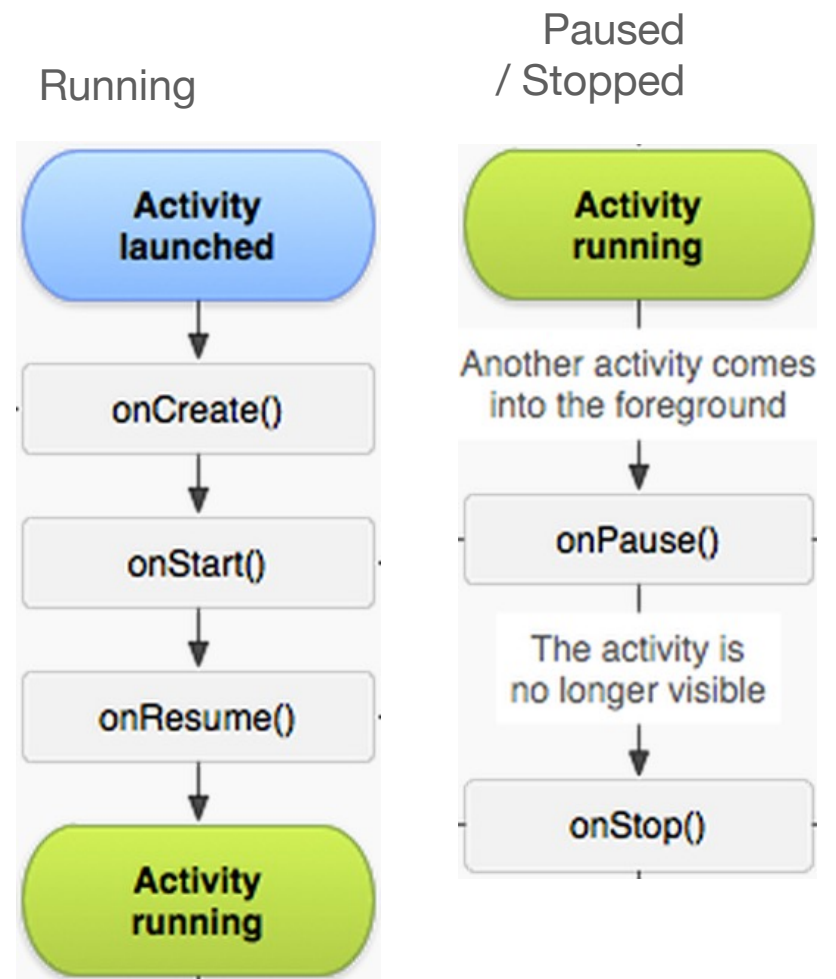 Running
Activity
launched
onCreate()
onStart()
onResume()
Activity
running
Paused
/ Stopped
Activity
running
Another activity comes
into the foreground
onPause()
The activity is
no longer visible
onStop()